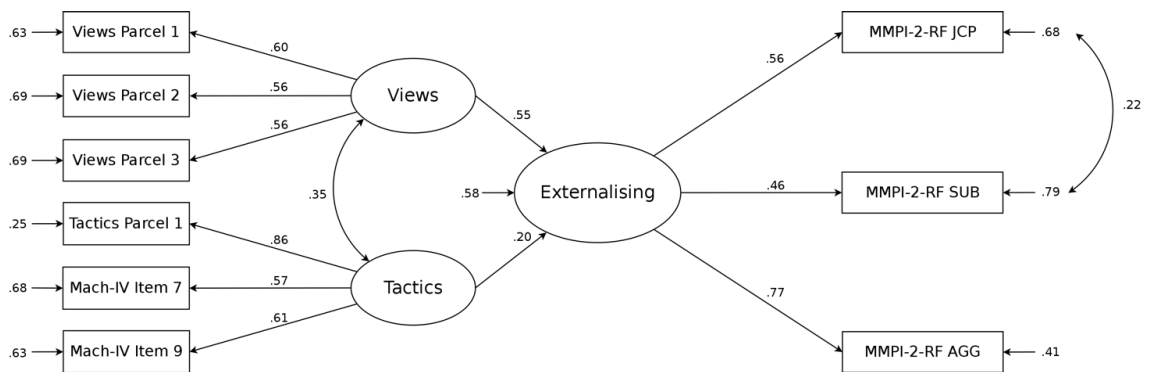 .63
Views Parcel 1
.60
.69
Views Parcel 2
.56
.69
Views Parcel 3
.56
.25
Tactics Parcel 1
.86
.68
Mach-IV Item 7
.57
.63
Mach-IV Item 9
.61
Views
.35
Tactics
.55
.20
.58
Externalising
.56
.46
.77
MMPI-2-RF JCP
.68
MMPI-2-RF SUB
.79
MMPI-2-RF AGG
.41
.22